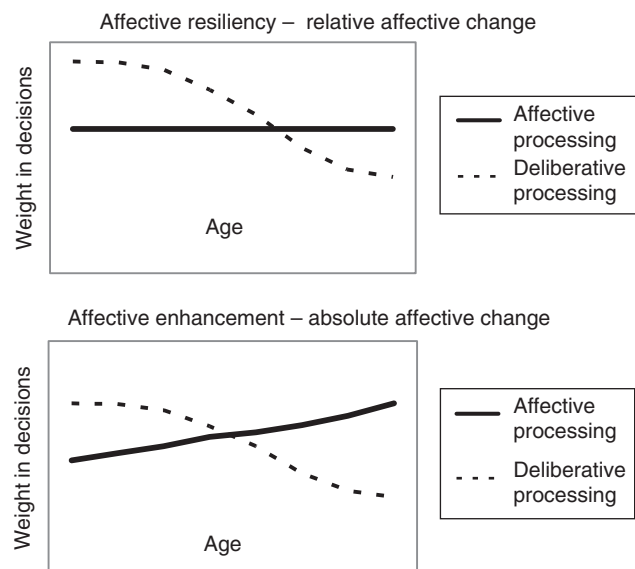 Affective resiliency – relative affective change
Weight in decisions
Age
Affective
processing
Deliberative
processing
Affective enhancement – absolute affective change
Weight in decisions
Age
Affective
processing
Deliberative
processing